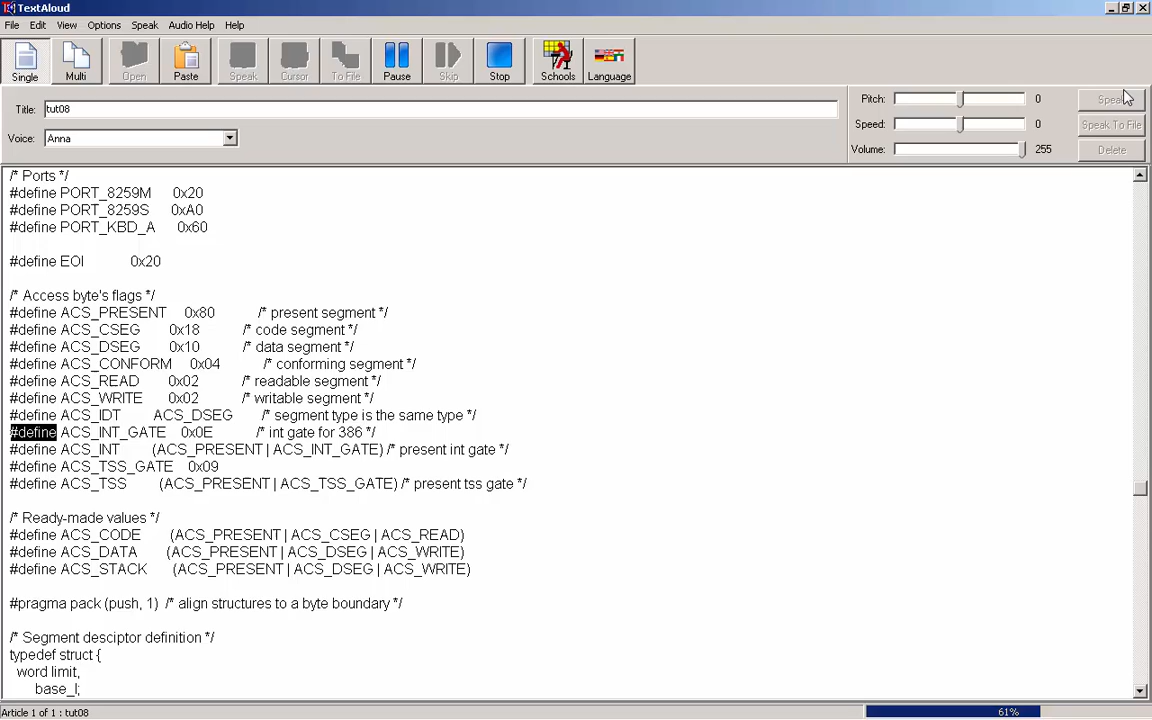 TextAloud
File Edit View Options Speak Audio Help Help
Single Multi Open Paste Speak Cursor To File Pause Skip Stop Schools Language
Title: tut08
Voice: Anna
Pitch: 0
Speed: 0 Speak To File
Volume: 255 Delete
/* Ports */
#define PORT_8259M 0x20
#define PORT_8259S 0xA0
#define PORT_KBD_A 0x60
#define EOI 0x20
/* Access byte's flags */
#define ACS_PRESENT 0x80 /* present segment */
#define ACS_CSEG 0x18 /* code segment */
#define ACS_DSEG 0x10 /* data segment */
#define ACS_CONFORM 0x04 /* conforming segment */
#define ACS_READ 0x02 /* readable segment */
#define ACS_WRITE 0x02 /* writable segment */
#define ACS_IDT ACS_DSEG /* segment type is the same type */
#define ACS_INT_GATE 0x0E /* int gate for 386 */
#define ACS_INT (ACS_PRESENT | ACS_INT_GATE) /* present int gate */
#define ACS_TSS_GATE 0x09
#define ACS_TSS (ACS_PRESENT | ACS_TSS_GATE) /* present tss gate */
/* Ready-made values */
#define ACS_CODE (ACS_PRESENT | ACS_CSEG | ACS_READ)
#define ACS_DATA (ACS_PRESENT | ACS_DSEG | ACS_WRITE)
#define ACS_STACK (ACS_PRESENT | ACS_DSEG | ACS_WRITE)
#pragma pack (push, 1) /* align structures to a byte boundary */
/* Segment desciptor definition */
typedef struct {
word limit,
base_l;
Article 1 of 1 : tut08 61%